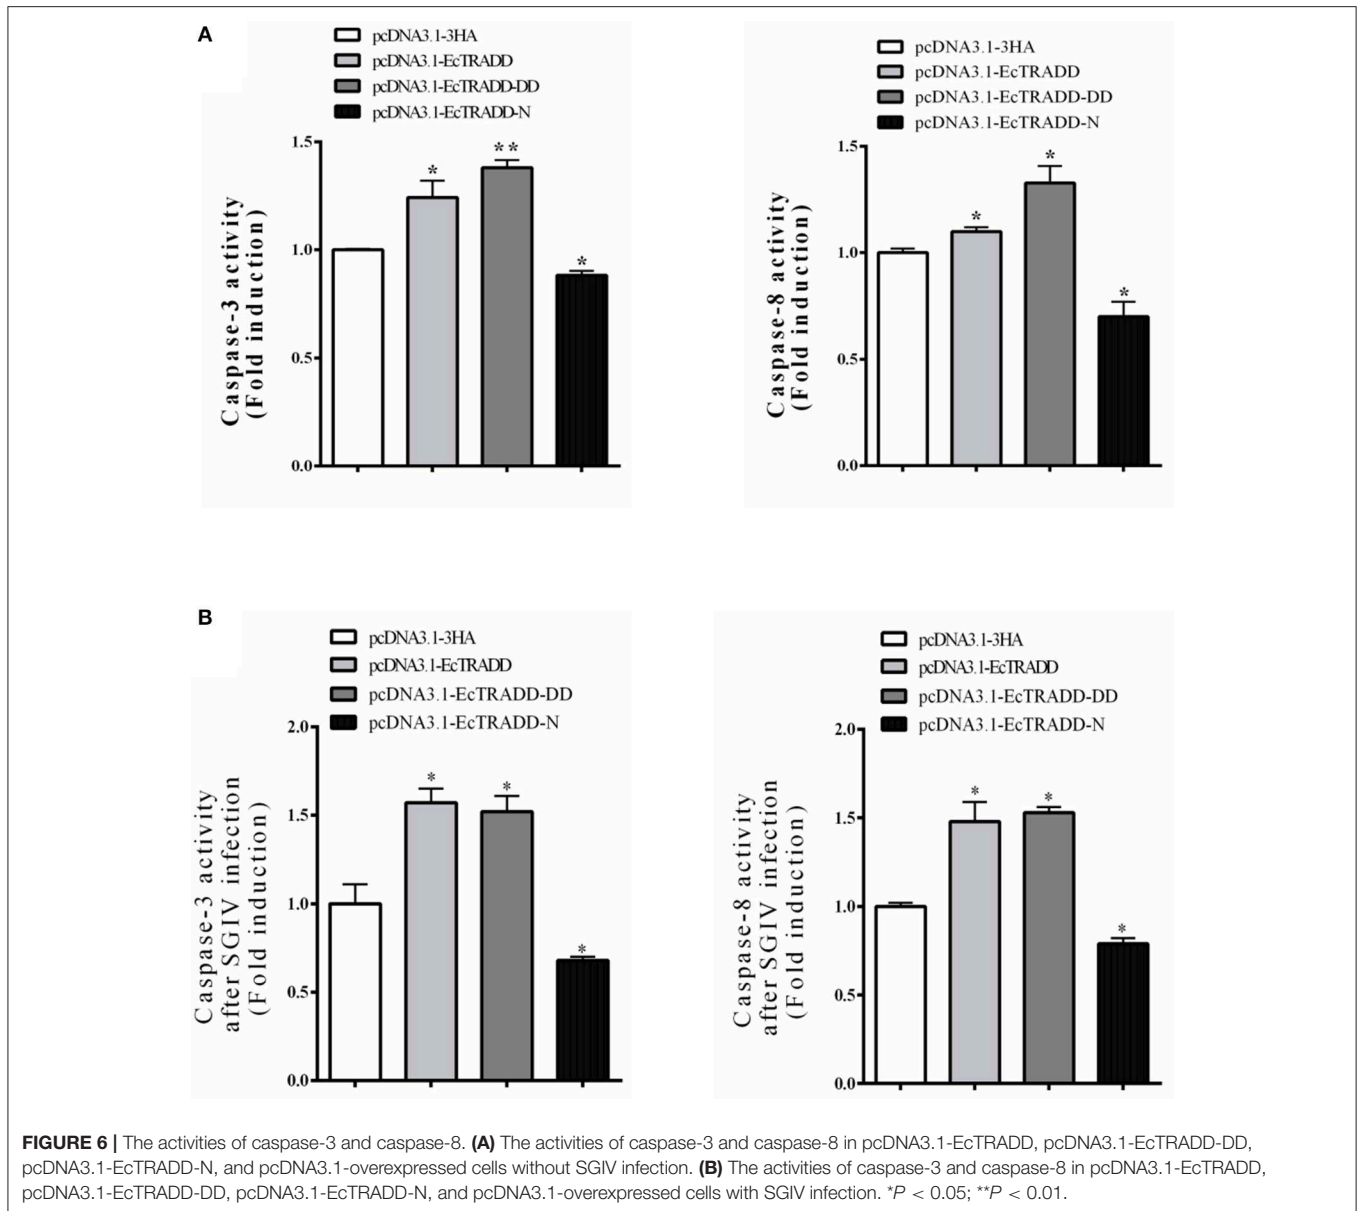 A
pcDNA3.1-3HA
pcDNA3.1-EcTRADD
pcDNA3.1-EcTRADD-DD
pcDNA3.1-EcTRADD-N
Caspase-3 activity
(Fold induction)
1.5
1.0
0.5
0.0
*
**
*
pcDNA3.1-3HA
pcDNA3.1-EcTRADD
pcDNA3.1-EcTRADD-DD
pcDNA3.1-EcTRADD-N
Caspase-8 activity
(Fold induction)
1.5
1.0
0.5
0.0
*
*
*
B
pcDNA3.1-3HA
pcDNA3.1-EcTRADD
pcDNA3.1-EcTRADD-DD
pcDNA3.1-EcTRADD-N
Caspase-3 activity
after SGIV infection
(Fold induction)
2.0
1.5
1.0
0.5
0.0
*
*
*
pcDNA3.1-3HA
pcDNA3.1-EcTRADD
pcDNA3.1-EcTRADD-DD
pcDNA3.1-EcTRADD-N
Caspase-8 activity
after SGIV infection
(Fold induction)
2.0
1.5
1.0
0.5
0.0
*
*
*
FIGURE 6 | The activities of caspase-3 and caspase-8. (A) The activities of caspase-3 and caspase-8 in pcDNA3.1-EcTRADD, pcDNA3.1-EcTRADD-DD,
pcDNA3.1-EcTRADD-N, and pcDNA3.1-overexpressed cells without SGIV infection. (B) The activities of caspase-3 and caspase-8 in pcDNA3.1-EcTRADD,
pcDNA3.1-EcTRADD-DD, pcDNA3.1-EcTRADD-N, and pcDNA3.1-overexpressed cells with SGIV infection. *P < 0.05; **P < 0.01.